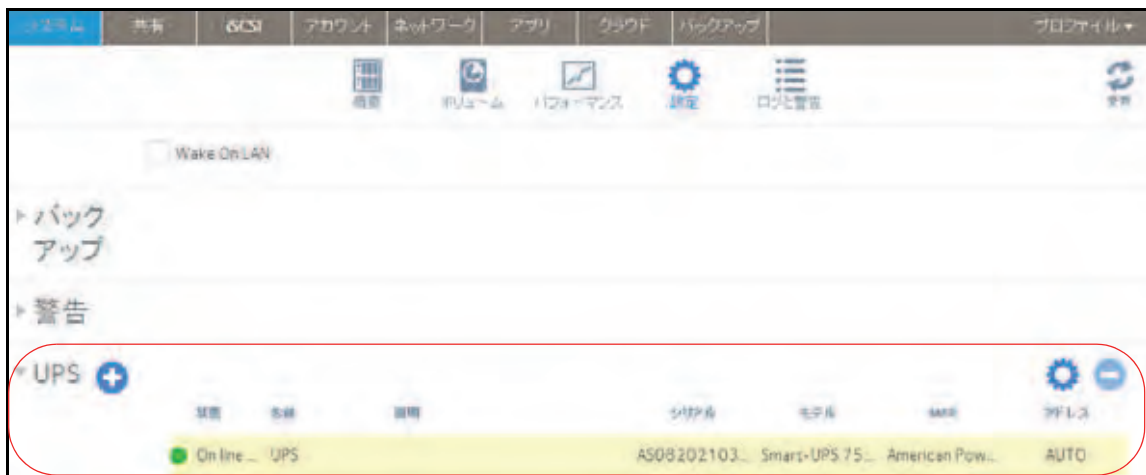 システム 共有 iSCSI アカウント ネットワーク アプリ クラウド バックアップ プロファイル
概要 ボリューム パフォーマンス 設定 ログと警告 更新
Wake On LAN
バック
アップ
警告
UPS
状態 名前 説明 シリアル モデル MFR アドレス
On line ... UPS AS08202103... Smart-UPS 75... American Pow... AUTO